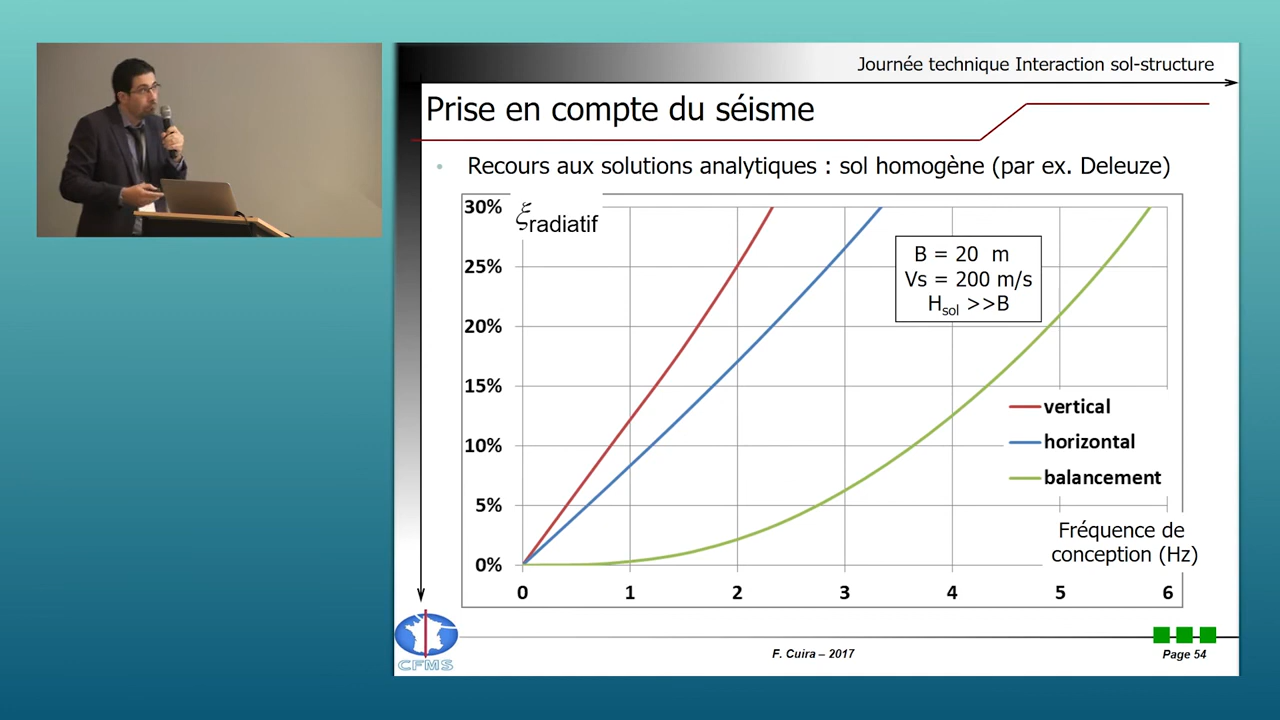 Journée technique Interaction sol-structure
Prise en compte du séisme
• Recours aux solutions analytiques : sol homogène (par ex. Deleuze)
30%
ξradiatif
25%
20%
15%
10%
5%
0%
B = 20 m
Vs = 200 m/s
Hsol >>B
vertical
horizontal
balancement
Fréquence de
conception (Hz)
0 1 2 3 4 5 6
CFMS
F. Cuira – 2017
Page 54